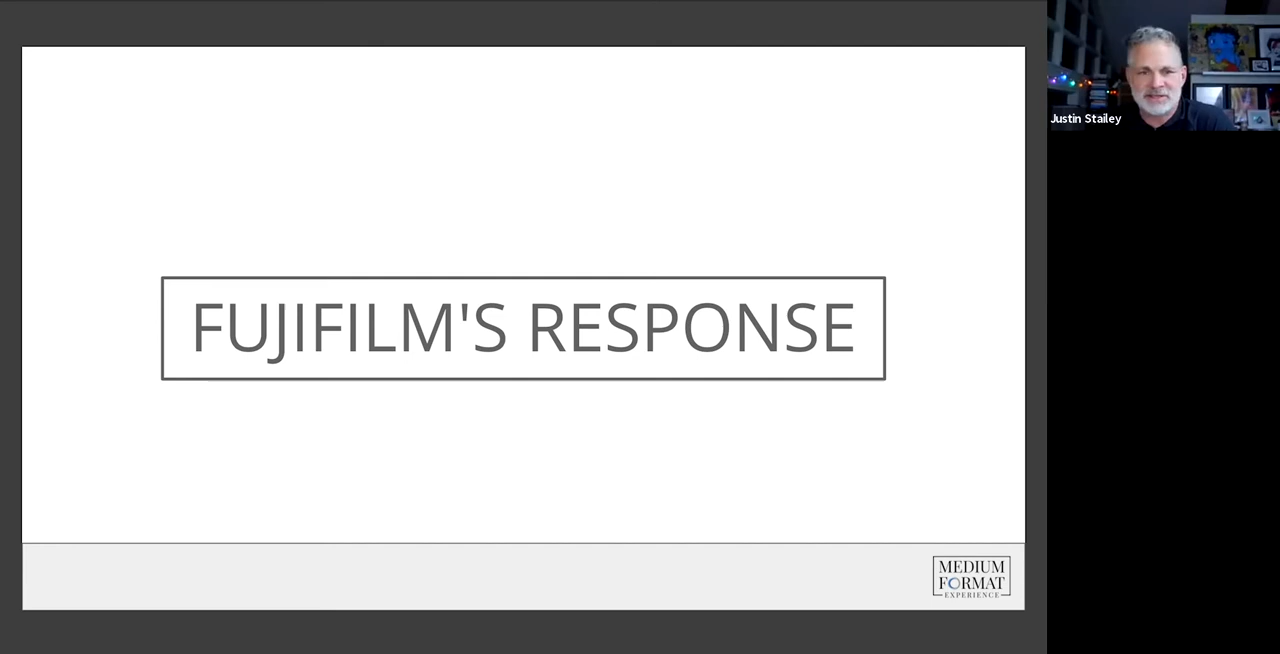 FUJIFILM'S RESPONSE
Justin Stailey
MEDIUM
FORMAT
EXPERIENCE